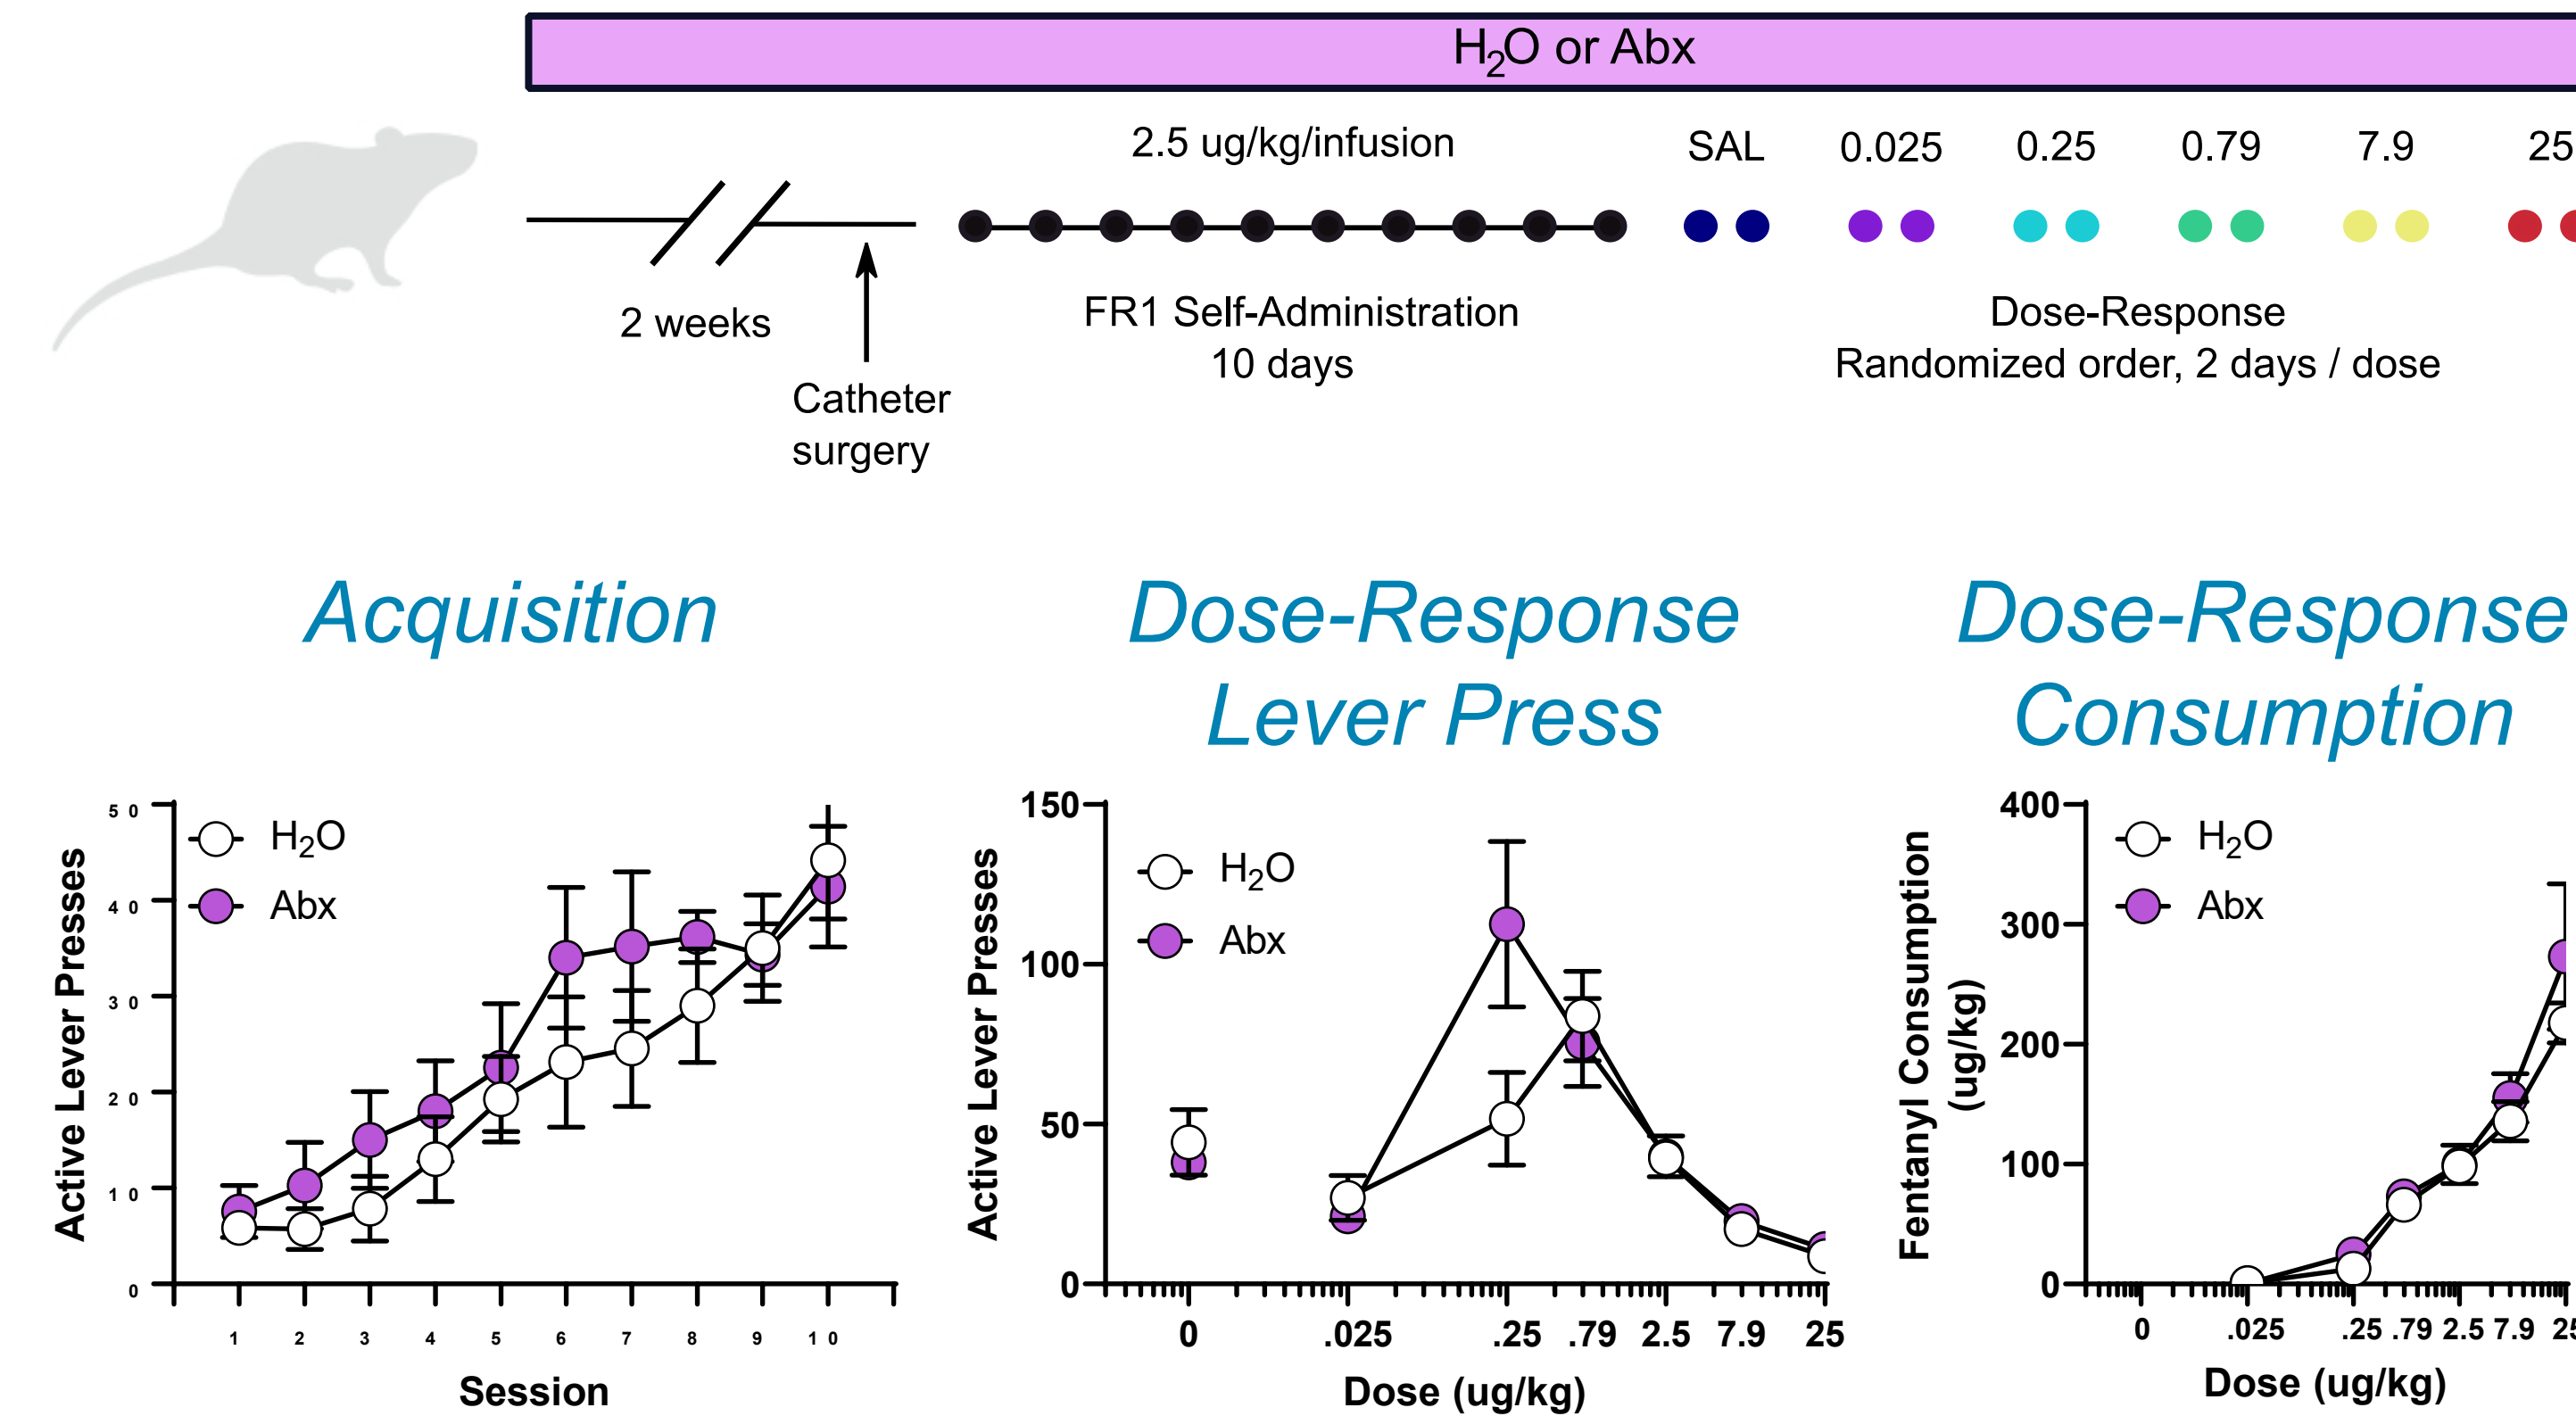 H₂O or Abx
2.5 ug/kg/infusion
SAL 0.025 0.25 0.79 7.9 25
2 weeks
Catheter
surgery
FR1 Self-Administration
10 days
Dose-Response
Randomized order, 2 days / dose
Acquisition
Active Lever Presses
50
40
30
20
10
0
H₂O
Abx
1 2 3 4 5 6 7 8 9 10
Session
Dose-Response
Lever Press
Active Lever Presses
150
100
50
0
H₂O
Abx
0 .025 .25 .79 2.5 7.9 25
Dose (ug/kg)
Dose-Response
Consumption
Fentanyl Consumption
(ug/kg)
400
300
200
100
0
H₂O
Abx
0 .025 .25 .79 2.5 7.9 25
Dose (ug/kg)